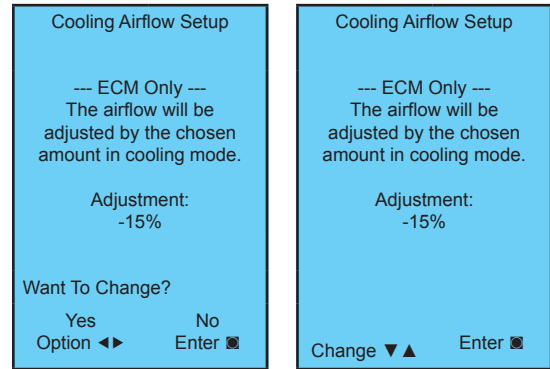 Cooling Airflow Setup
--- ECM Only ---
The airflow will be
adjusted by the chosen
amount in cooling mode.
Adjustment:
-15%
Want To Change?
Yes No
Option ◀▶ Enter ◙
Cooling Airflow Setup
--- ECM Only ---
The airflow will be
adjusted by the chosen
amount in cooling mode.
Adjustment:
-15%
Change ▼▲ Enter ◙